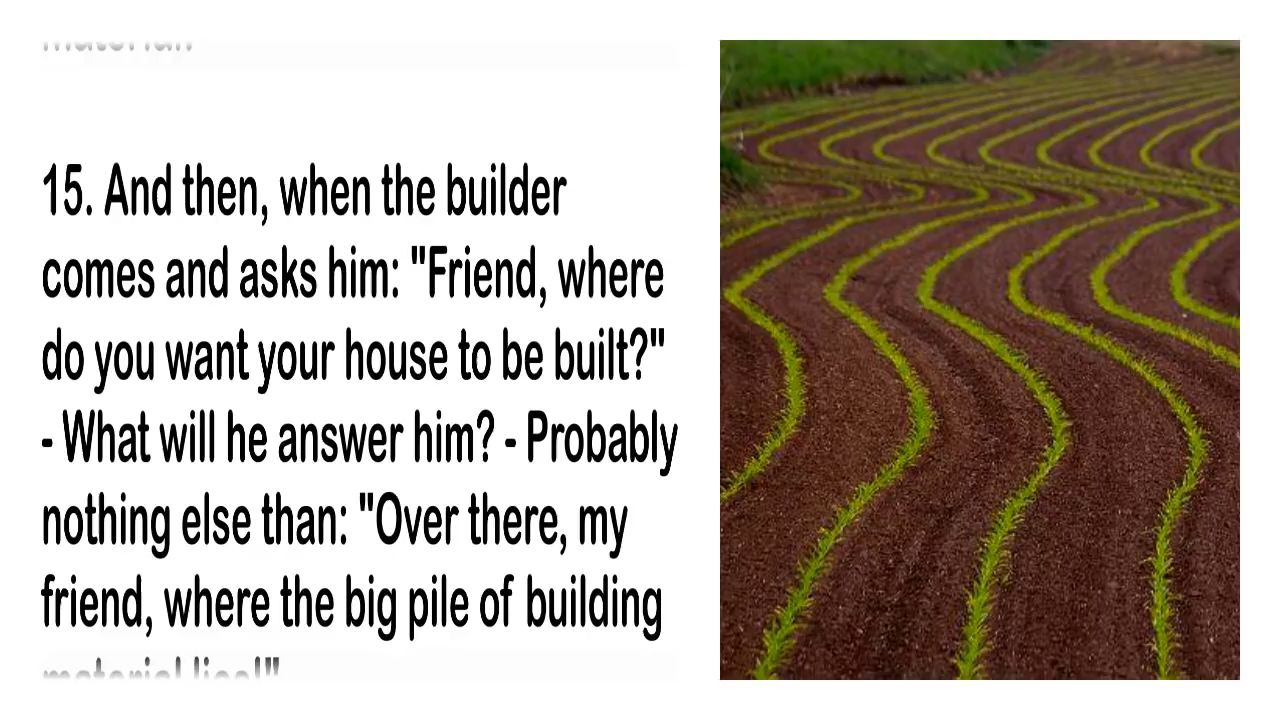 15. And then, when the builder
comes and asks him: "Friend, where
do you want your house to be built?"
- What will he answer him? - Probably
nothing else than: "Over there, my
friend, where the big pile of building
material lies!"